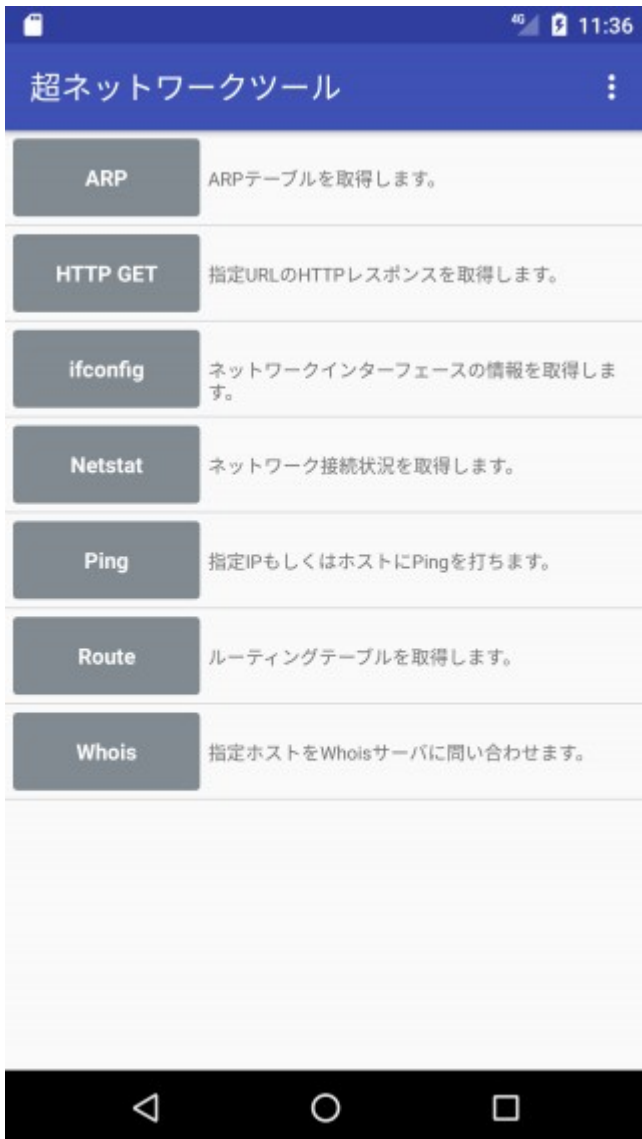 4G 11:36
超ネットワークツール
ARP
ARPテーブルを取得します。
HTTP GET
指定URLのHTTPレスポンスを取得します。
ifconfig
ネットワークインターフェースの情報を取得しま
す。
Netstat
ネットワーク接続状況を取得します。
Ping
指定IPもしくはホストにPingを打ちます。
Route
ルーティングテーブルを取得します。
Whois
指定ホストをWhoisサーバに問い合わせます。